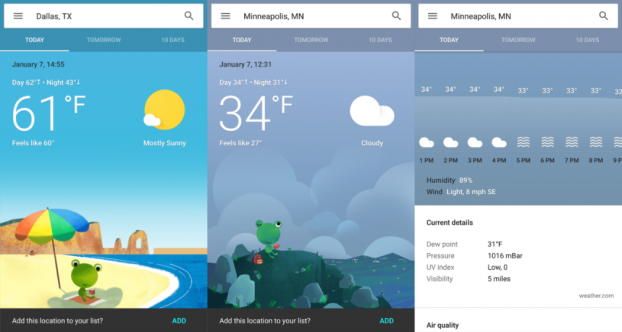 Dallas, TX
TODAY TOMORROW 10 DAYS
January 7, 14:55
Day 62°↑ • Night 43°↓
61°F
Feels like 60°
Mostly Sunny
Add this location to your list? ADD
Minneapolis, MN
TODAY TOMORROW 10 DAYS
January 7, 12:31
Day 34°↑ • Night 31°↓
34°F
Feels like 27°
Cloudy
Add this location to your list? ADD
Minneapolis, MN
TODAY TOMORROW 10 DAYS
34° 34° 34° 34° 33° 33° 33° 33° 32
1 PM 2 PM 3 PM 4 PM 5 PM 6 PM 7 PM 8 PM 9 P
Humidity 89%
Wind Light, 8 mph SE
Current details
Dew point 31°F
Pressure 1016 mBar
UV index Low, 0
Visibility 5 miles
weather.com
Air quality